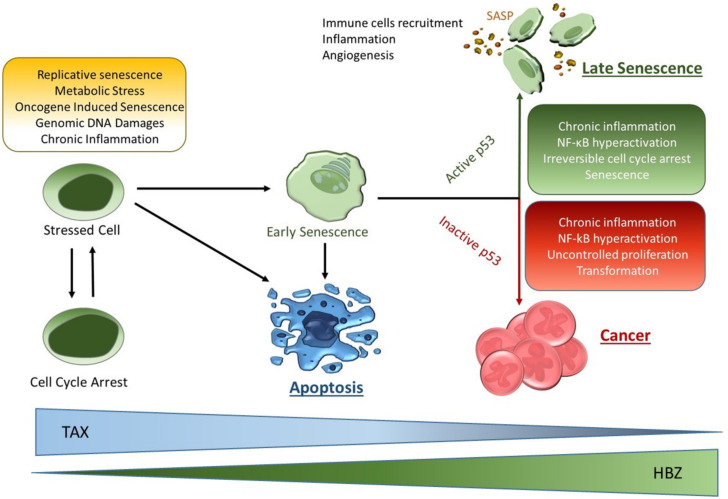 Immune cells recruitment
Inflammation
Angiogenesis
SASP
Late Senescence
Replicative senescence
Metabolic Stress
Oncogene Induced Senescence
Genomic DNA Damages
Chronic Inflammation
Chronic inflammation
NF-κB hyperactivation
Irreversible cell cycle arrest
Senescence
Active p53
Stressed Cell
Early Senescence
Inactive p53
Chronic inflammation
NF-kB hyperactivation
Uncontrolled proliferation
Transformation
Cell Cycle Arrest
Apoptosis
Cancer
TAX
HBZ